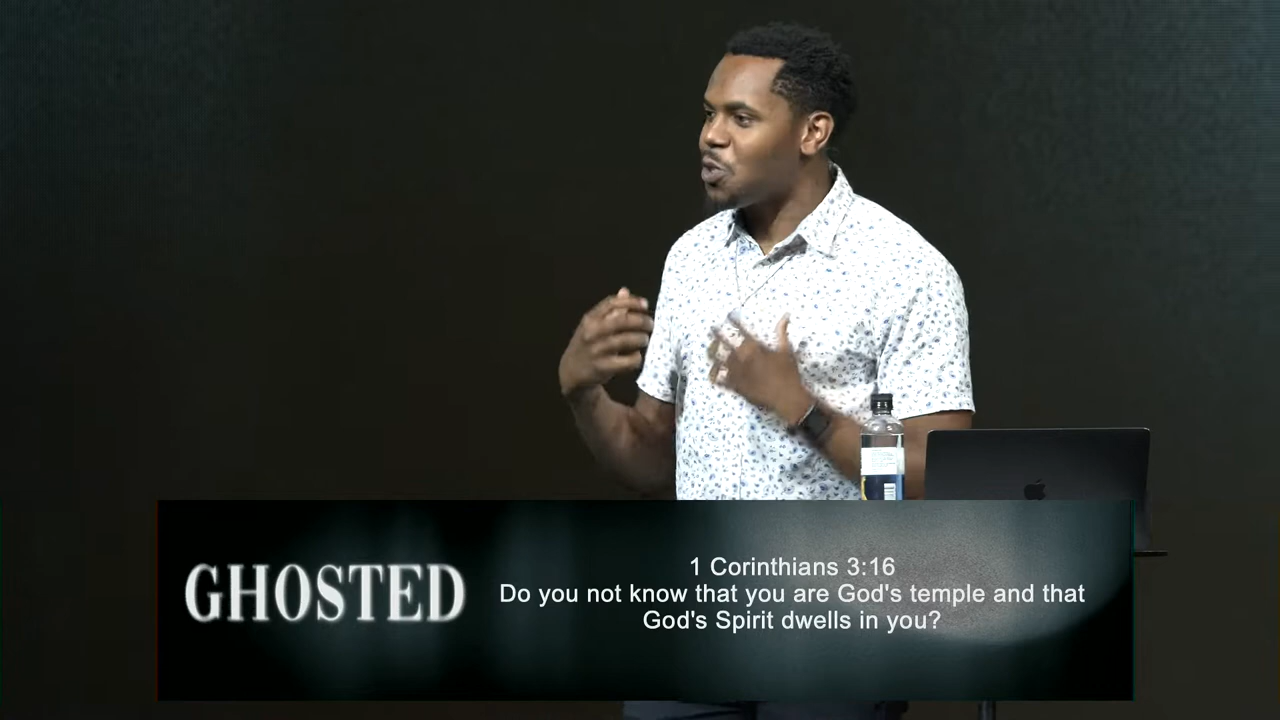 GHOSTED
1 Corinthians 3:16
Do you not know that you are God's temple and that
God's Spirit dwells in you?